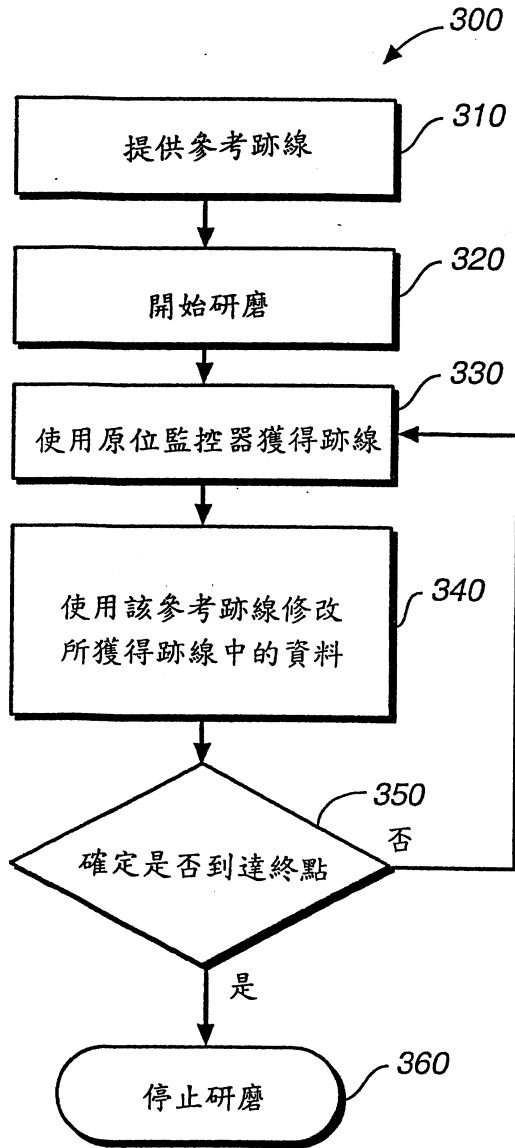 300
310
提供參考跡線
320
開始研磨
330
使用原位監控器獲得跡線
340
使用該參考跡線修改
所獲得跡線中的資料
350
否
確定是否到達終點
是
360
停止研磨